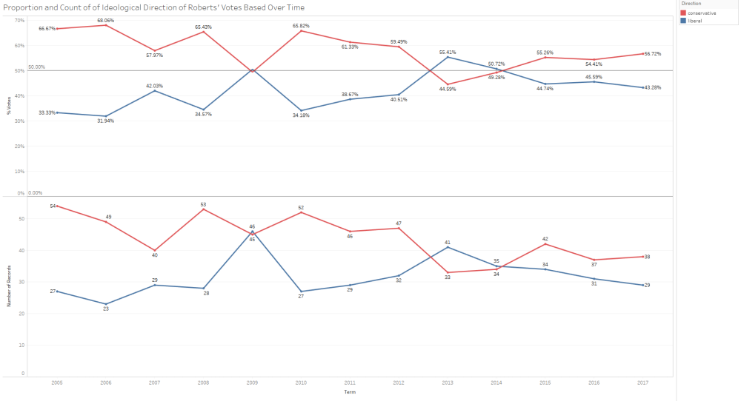 Proportion and Count of of Ideological Direction of Roberts' Votes Based Over Time
Direction
conservative
liberal
70%
60%
50%
40%
30%
20%
10%
0%
% Votes
50.00%
0.00%
66.67% 68.06% 57.97% 65.43% 65.82% 61.33% 59.49% 44.59% 49.28% 55.26% 54.41% 56.72%
33.33% 31.94% 42.03% 34.57% 34.18% 38.67% 40.51% 55.41% 50.72% 44.74% 45.59% 43.28%
50
40
30
20
10
0
Number of Records
54 49 40 53 45 52 46 47 33 34 42 37 38
27 23 29 28 46 27 29 32 41 35 34 31 29
2005 2006 2007 2008 2009 2010 2011 2012 2013 2014 2015 2016 2017
Term